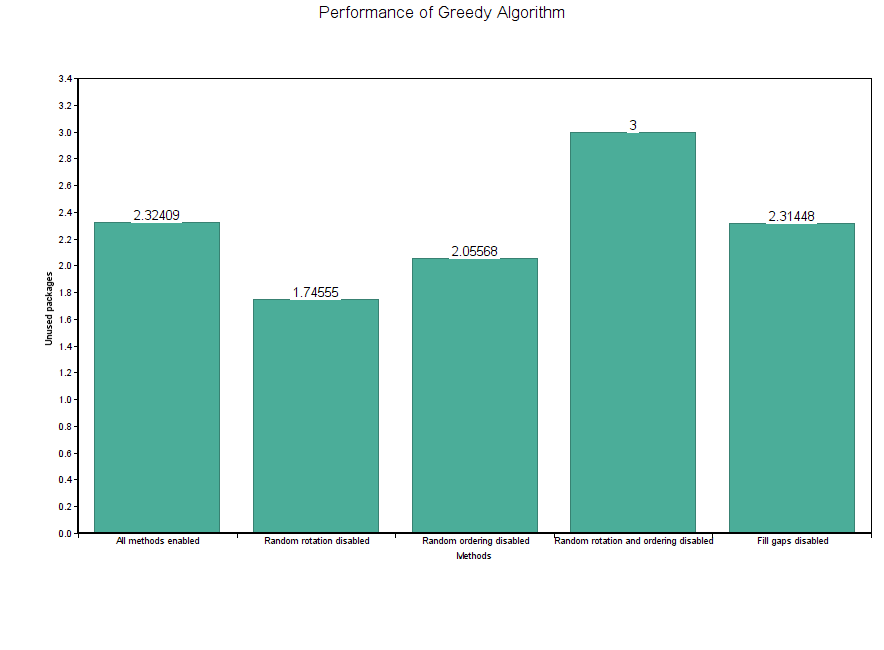 Performance of Greedy Algorithm
3.4
3.2
3.0
2.8
2.6
2.4
2.2
2.0
1.8
1.6
1.4
1.2
1.0
0.8
0.6
0.4
0.2
0.0
Unused packages
2.32409
1.74555
2.05568
3
2.31448
All methods enabled
Random rotation disabled
Random ordering disabled
Random rotation and ordering disabled
Fill gaps disabled
Methods